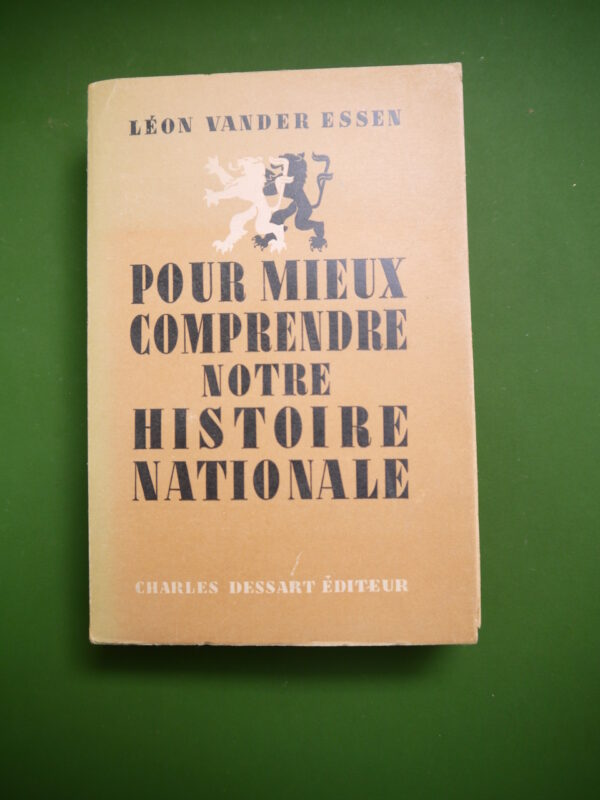 LÉON VANDER ESSEN
POUR MIEUX
COMPRENDRE
NOTRE
HISTOIRE
NATIONALE
CHARLES DESSART ÉDITEUR